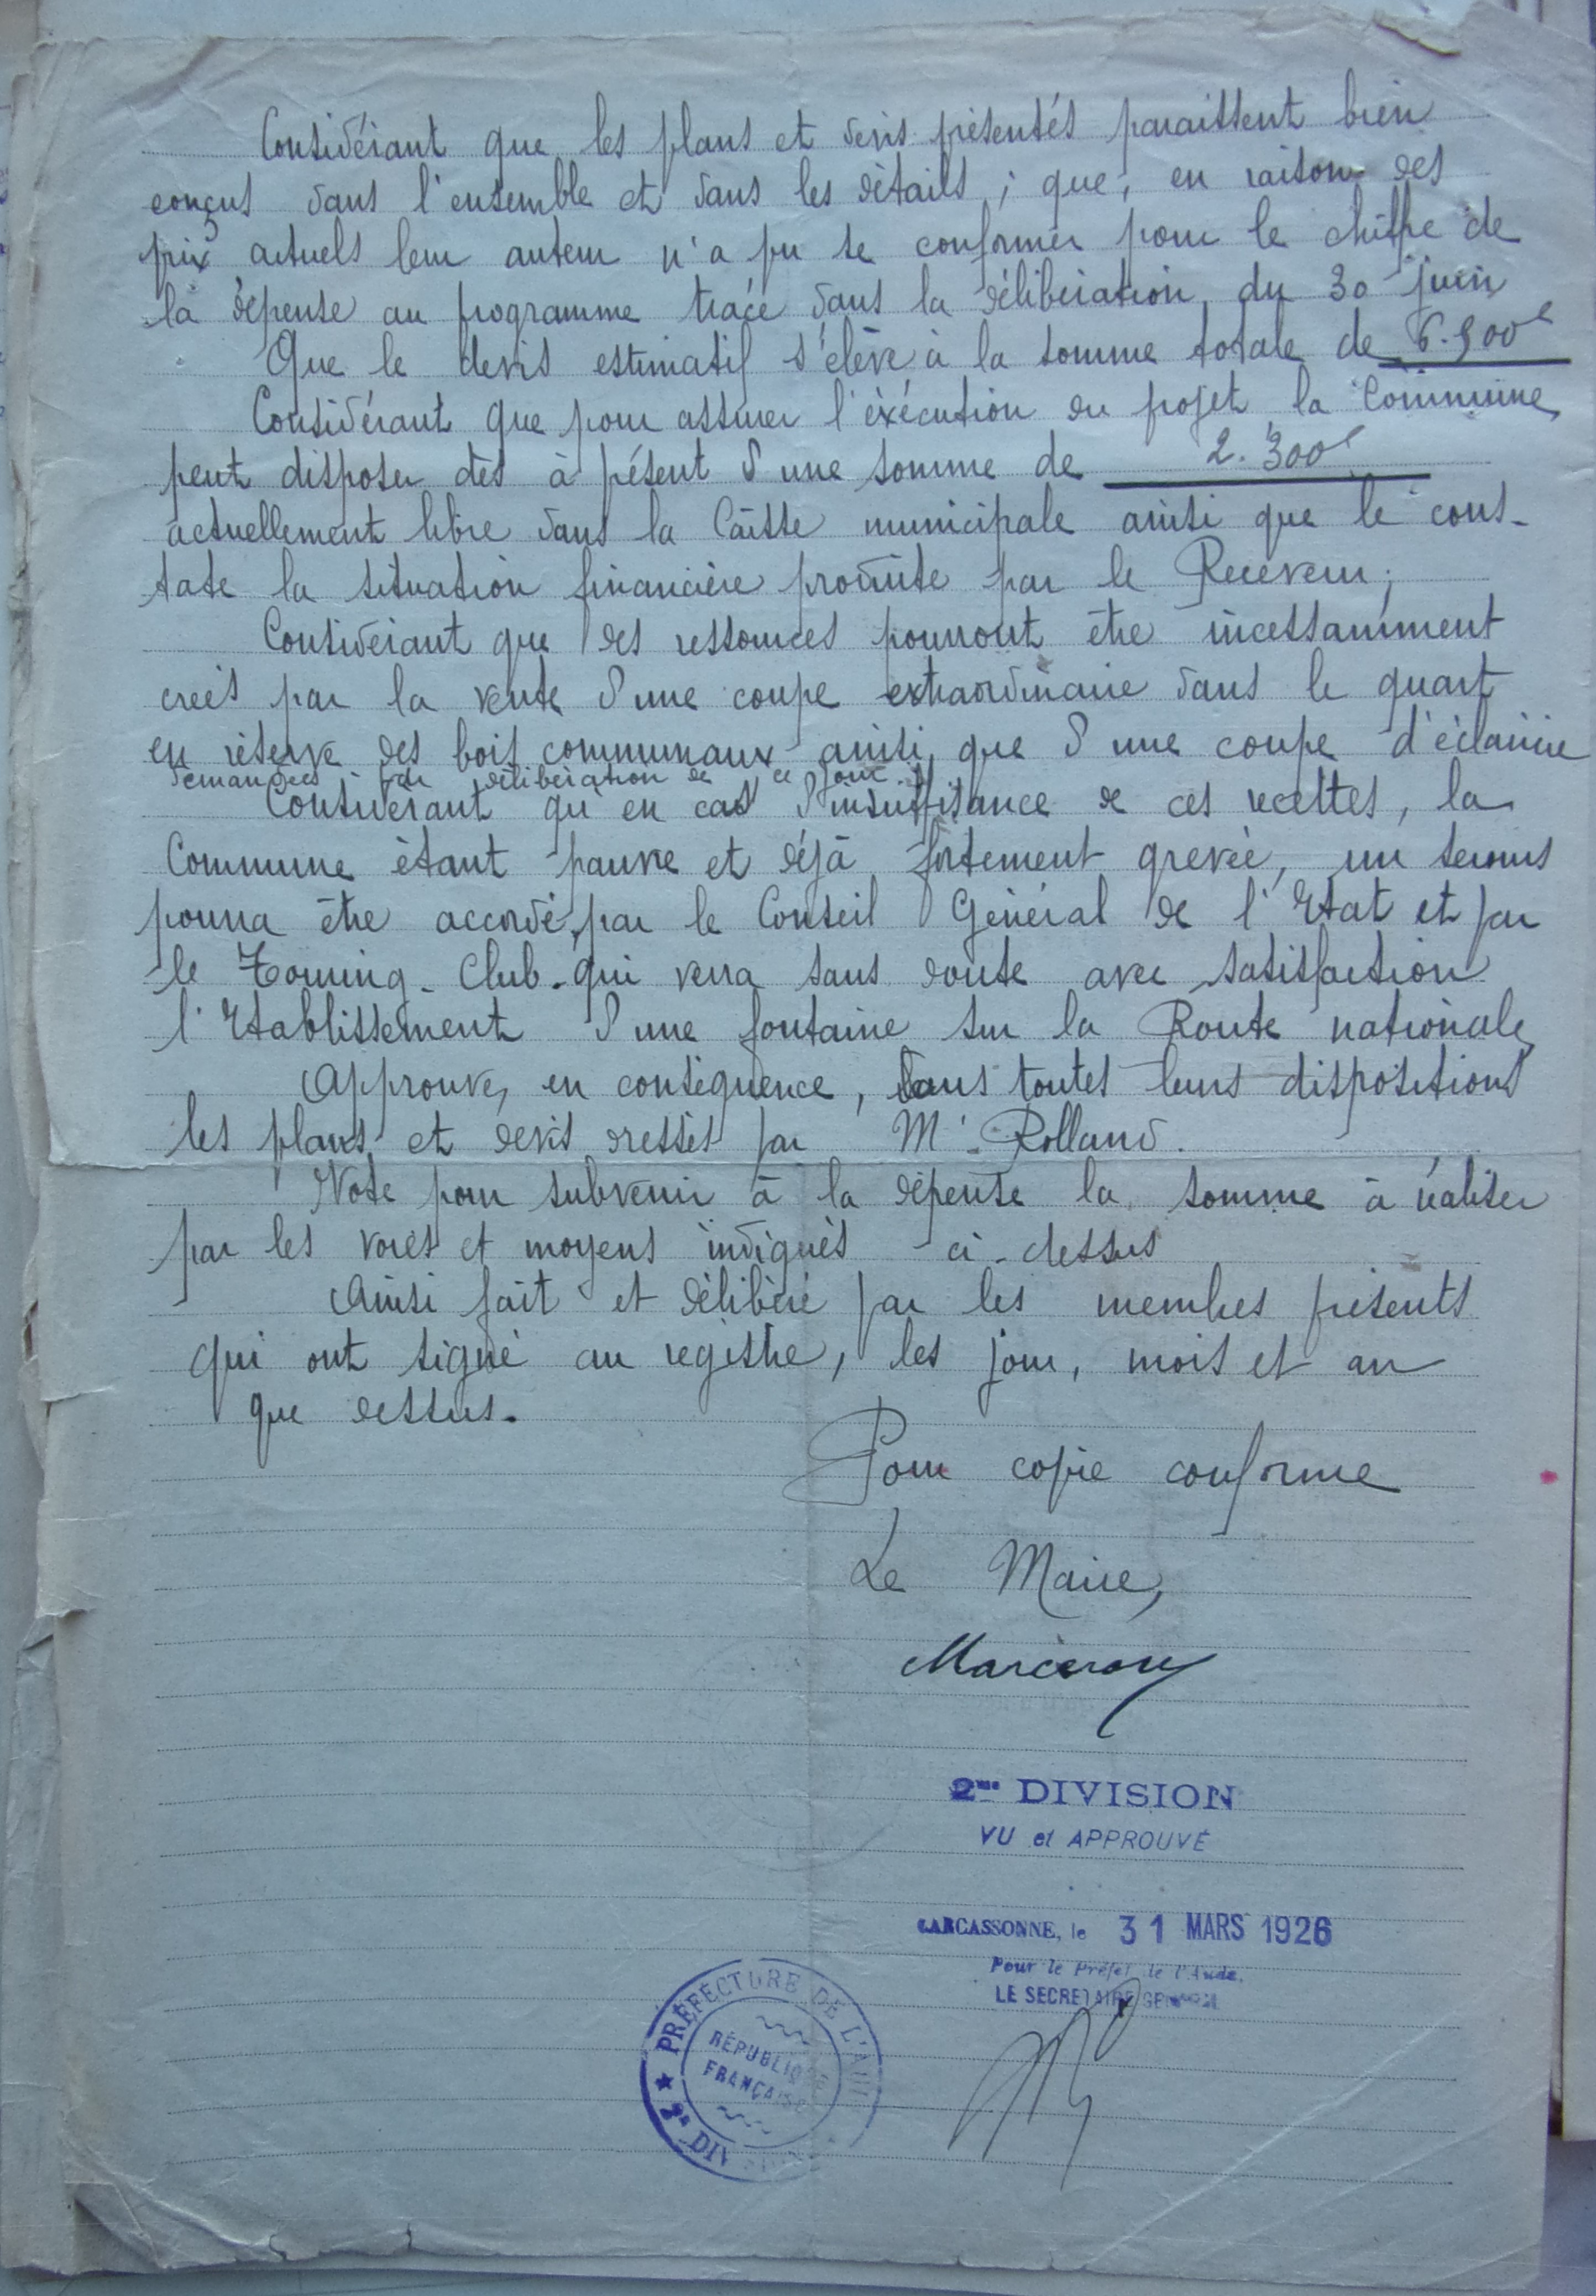 Considérant que les plans et devis présentés paraissent bien
conçus dans l'ensemble et dans les détails ; que, en raison des
prix actuels leur auteur n'a pu se conformer pour le chiffre de
la dépense au programme tracé dans la délibération du 30 juin
Que le devis estimatif s'élève à la somme totale de 6.900f
Considérant que pour assurer l'exécution du projet la Commune
peut disposer dès à présent d'une somme de 2.300f
actuellement libre dans la Caisse municipale ainsi que le cons-
tate la situation financière produite par le Receveur ;
Considérant que des ressources pourront être incessamment
créés par la vente d'une coupe extraordinaire dans le quart
en réserve des bois communaux ainsi que d'une coupe d'éclaircie
demandées par délibération de ce jour
Considérant qu'en cas d'insuffisance de ces recettes, la
Commune étant pauvre et déjà fortement grevée, un secours
pourra être accordé par le Conseil Général de l'Etat et par
le Touring-Club qui verra sans doute avec satisfaction
l'Etablissement d'une fontaine sur la Route nationale
Approuve, en conséquence, dans toutes leurs dispositions
les plans et devis dressés par Mr Rolland.
Vote pour subvenir à la dépense la somme à réaliser
par les voies et moyens indiqués ci-dessus
Ainsi fait et délibéré par les membres présents
qui ont signé au registre, les jour, mois et an
que dessus.
Pour copie conforme
Le Maire,
2me DIVISION
VU et APPROUVÉ
CARCASSONNE, le 31 MARS 1926
Pour le Préfet de l'Aude,
LE SECRETAIRE GENERAL
PRÉFECTURE DE L'AUDE
RÉPUBLIQUE
FRANÇAISE
2e DIVISION